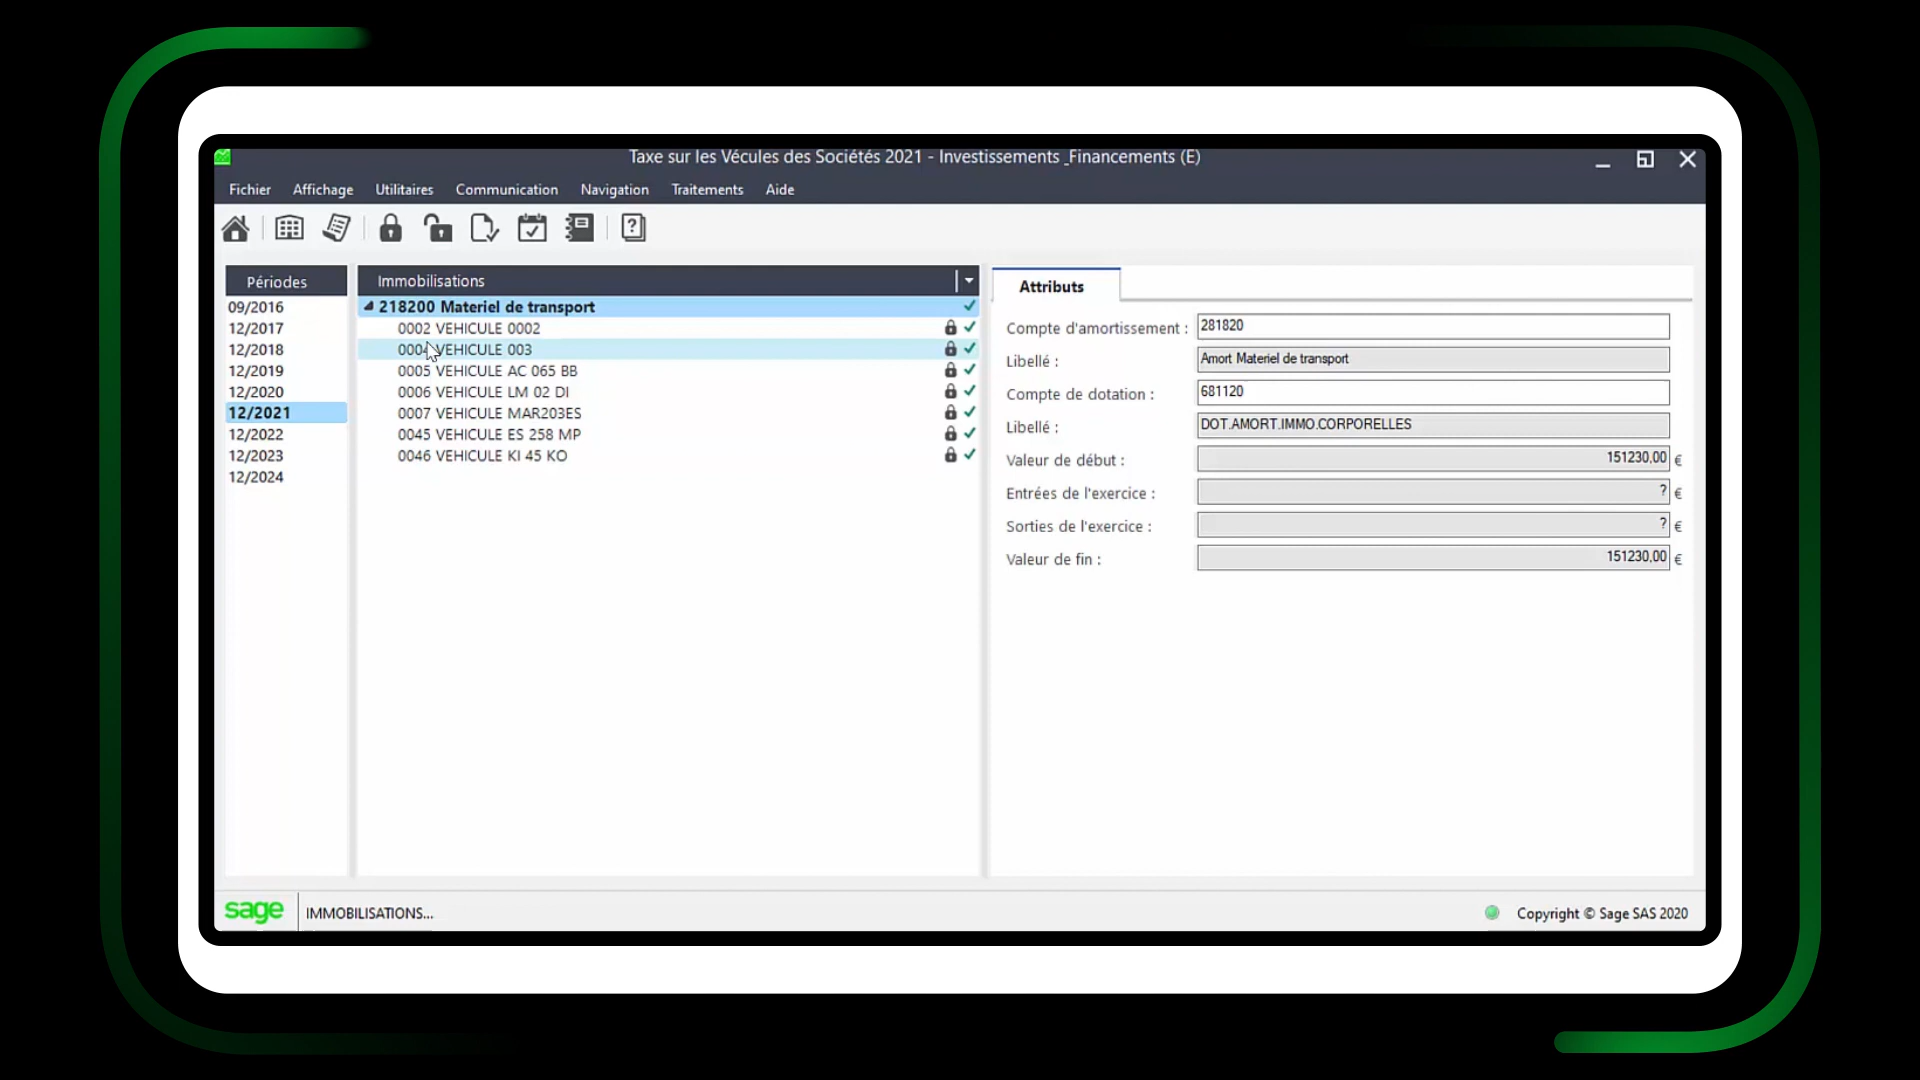 Taxe sur les Vécules des Sociétés 2021 - Investissements _Financements (E)
Fichier Affichage Utilitaires Communication Navigation Traitements Aide
Périodes
09/2016
12/2017
12/2018
12/2019
12/2020
12/2021
12/2022
12/2023
12/2024
Immobilisations
218200 Materiel de transport
0002 VEHICULE 0002
0004 VEHICULE 003
0005 VEHICULE AC 065 BB
0006 VEHICULE LM 02 DI
0007 VEHICULE MAR203ES
0045 VEHICULE ES 258 MP
0046 VEHICULE KI 45 KO
Attributs
Compte d'amortissement : 281820
Libellé : Amort Materiel de transport
Compte de dotation : 681120
Libellé : DOT.AMORT.IMMO.CORPORELLES
Valeur de début : 151230,00 €
Entrées de l'exercice : ? €
Sorties de l'exercice : ? €
Valeur de fin : 151230,00 €
sage IMMOBILISATIONS... Copyright © Sage SAS 2020